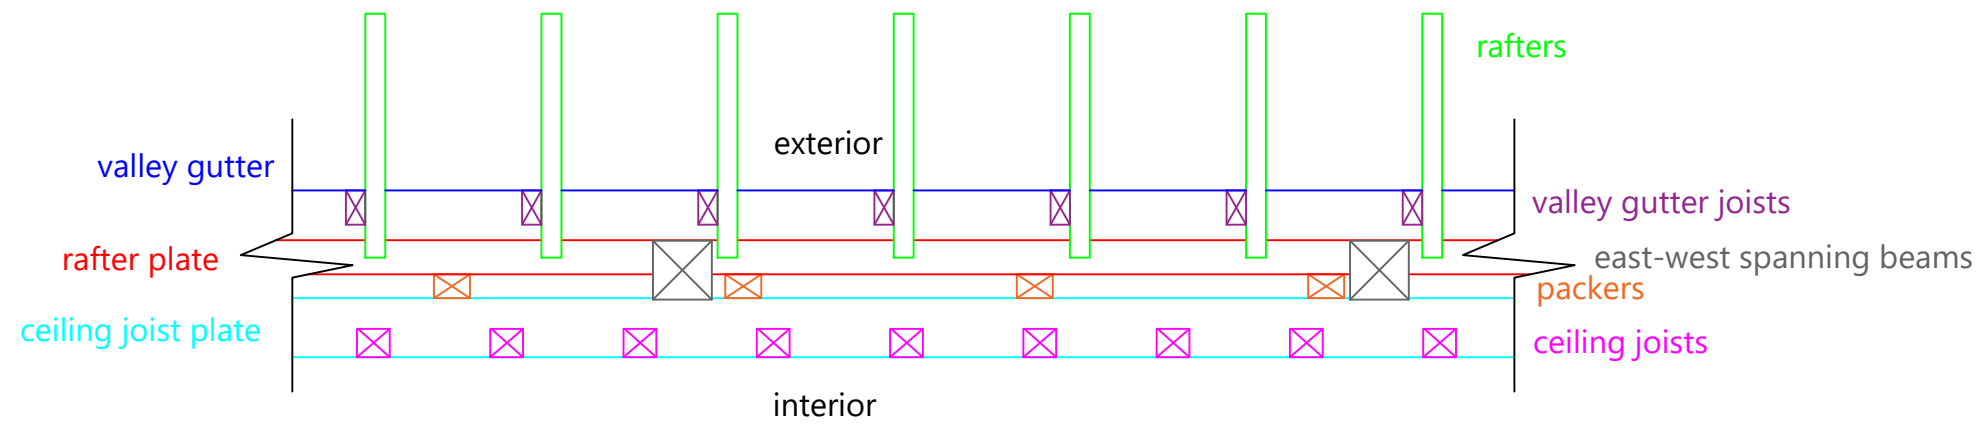 rafters
exterior
valley gutter
valley gutter joists
rafter plate
east-west spanning beams
packers
ceiling joist plate
ceiling joists
interior